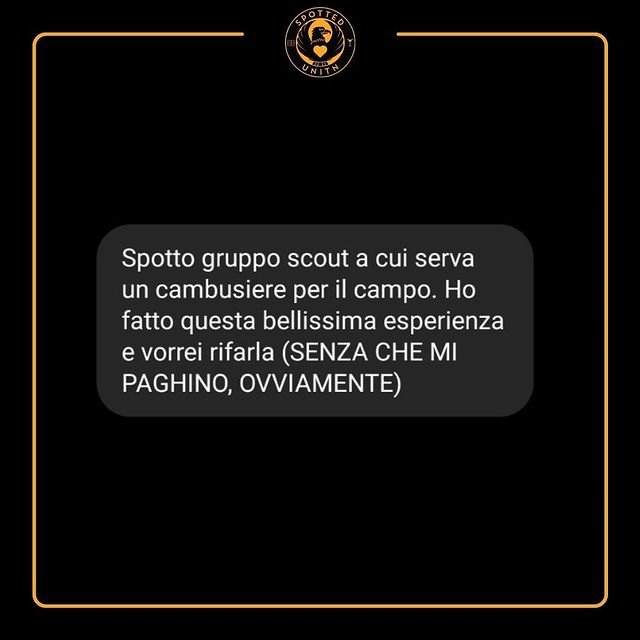 SPOTTED
UNITN
Spotto gruppo scout a cui serva
un cambusiere per il campo. Ho
fatto questa bellissima esperienza
e vorrei rifarla (SENZA CHE MI
PAGHINO, OVVIAMENTE)